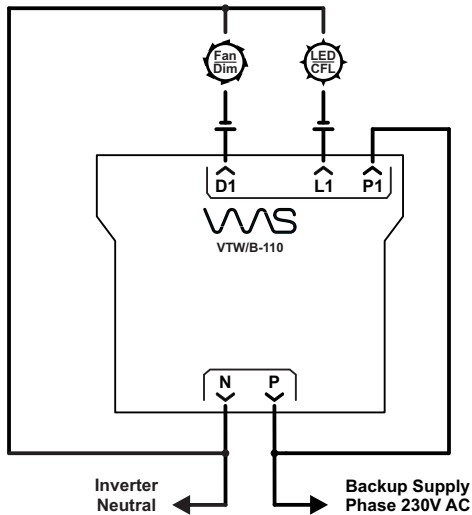 Fan
Dim
LED
CFL
D1 L1 P1
VTW/B-110
N P
Inverter
Neutral
Backup Supply
Phase 230V AC